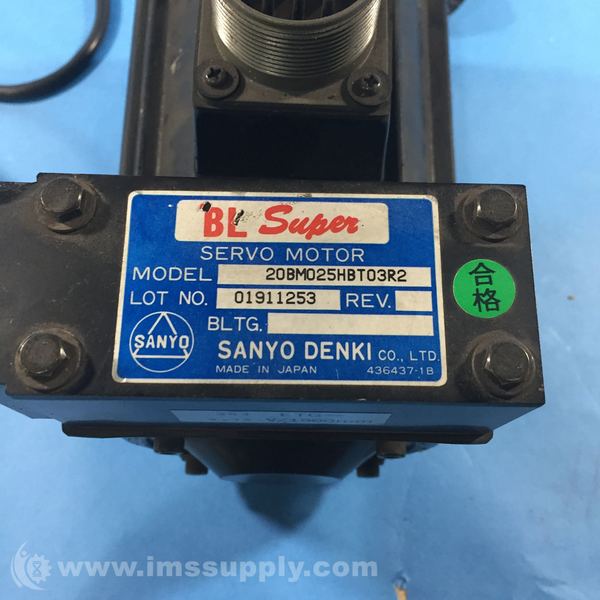 BL Super
SERVO MOTOR
MODEL 20BM025HBT03R2
LOT NO. 01911253 REV.
BLTG.
SANYO
SANYO DENKI CO., LTD.
MADE IN JAPAN 436437-1B
合格
www.imssupply.com